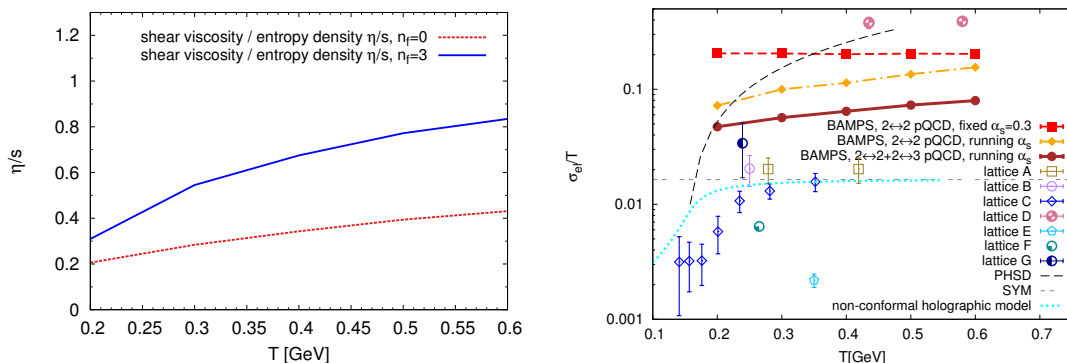 1.2
1
0.8
0.6
0.4
0.2
0
η/s
shear viscosity / entropy density η/s, n_f=0
shear viscosity / entropy density η/s, n_f=3
0.2 0.25 0.3 0.35 0.4 0.45 0.5 0.55 0.6
T [GeV]
0.1
0.01
0.001
σ_el/T
BAMPS, 2↔2 pQCD, fixed α_s=0.3
BAMPS, 2↔2 pQCD, running α_s
BAMPS, 2↔2+2↔3 pQCD, running α_s
lattice A
lattice B
lattice C
lattice D
lattice E
lattice F
lattice G
PHSD
SYM
non-conformal holographic model
0.1 0.2 0.3 0.4 0.5 0.6 0.7
T[GeV]